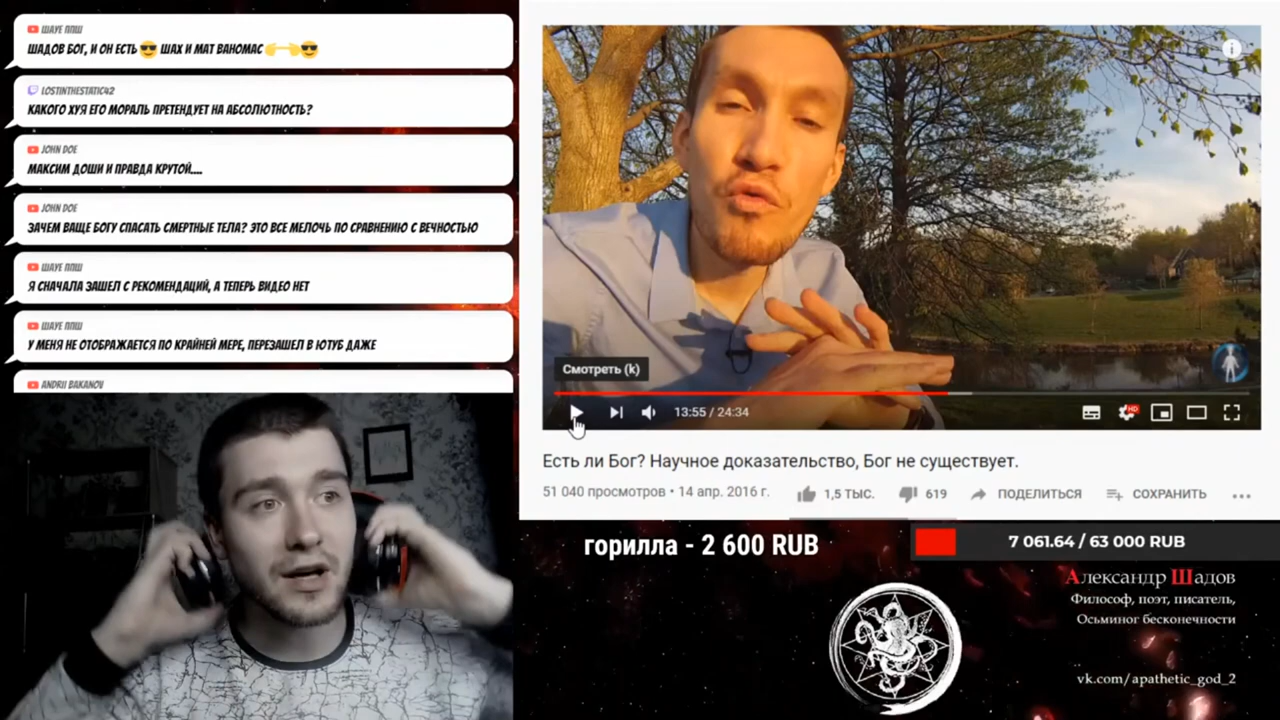 ШАУЕ ППШ
ШАДОВ БОГ, И ОН ЕСТЬ 😎 ШАХ И МАТ ВАНОМАС 👉👈😎
LOSTINTHESTATIC42
КАКОГО ХУЯ ЕГО МОРАЛЬ ПРЕТЕНДУЕТ НА АБСОЛЮТНОСТЬ?
JOHN DOE
МАКСИМ ДОШИ И ПРАВДА КРУТОЙ....
JOHN DOE
ЗАЧЕМ ВАЩЕ БОГУ СПАСАТЬ СМЕРТНЫЕ ТЕЛА? ЭТО ВСЕ МЕЛОЧЬ ПО СРАВНЕНИЮ С ВЕЧНОСТЬЮ
ШАУЕ ППШ
Я СНАЧАЛА ЗАШЕЛ С РЕКОМЕНДАЦИЙ, А ТЕПЕРЬ ВИДЕО НЕТ
ШАУЕ ППШ
У МЕНЯ НЕ ОТОБРАЖАЕТСЯ ПО КРАЙНЕЙ МЕРЕ, ПЕРЕЗАШЕЛ В ЮТУБ ДАЖЕ
ANDRII BAKANOV
Смотреть (k)
13:55 / 24:34
HD
Есть ли Бог? Научное доказательство, Бог не существует.
51 040 просмотров • 14 апр. 2016 г.
1,5 ТЫС.
619
ПОДЕЛИТЬСЯ
СОХРАНИТЬ
горилла - 2 600 RUB
7 061.64 / 63 000 RUB
Александр Шадов
Философ, поэт, писатель,
Осьминог бесконечности
vk.com/apathetic_god_2